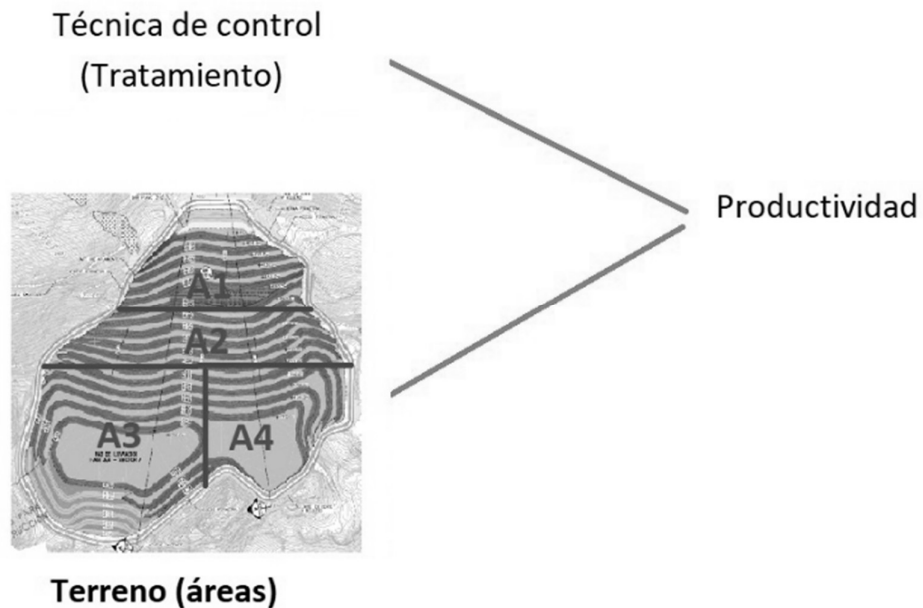 Técnica de control
(Tratamiento)
Productividad
A1
A2
A3
A4
Terreno (áreas)